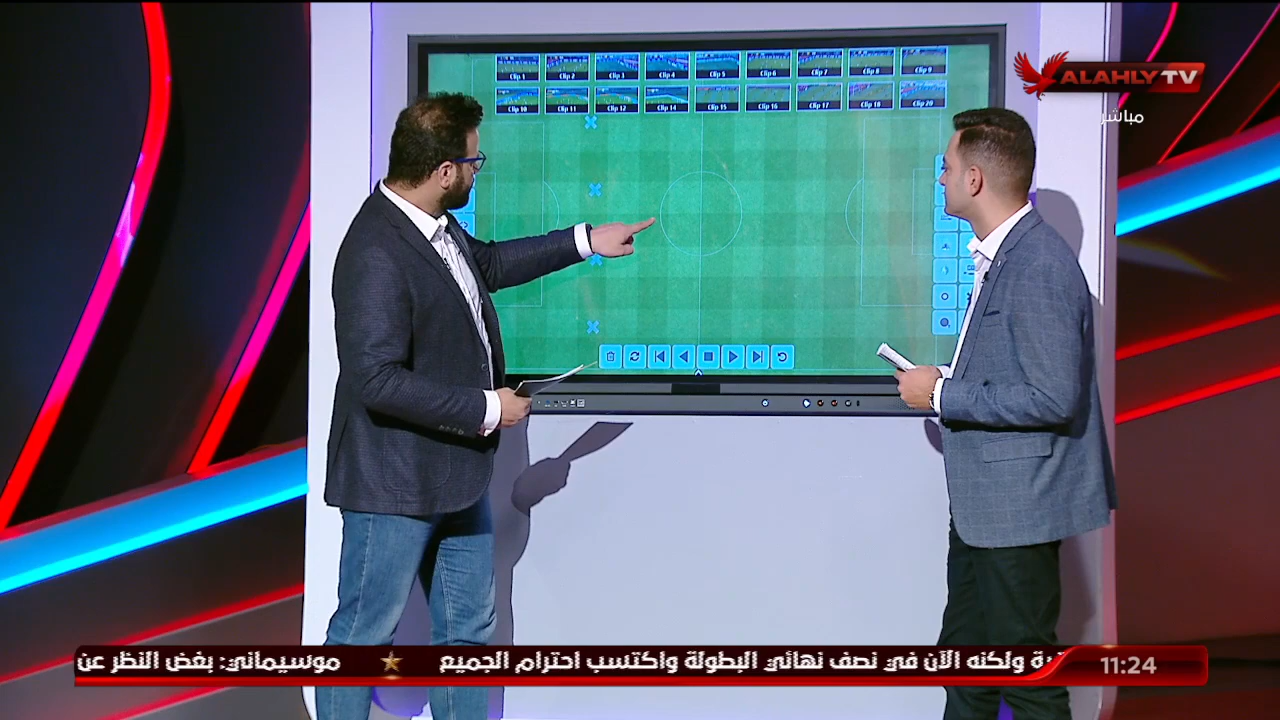 Clip 1 Clip 2 Clip 3 Clip 4 Clip 5 Clip 6 Clip 7 Clip 8 Clip 9
Clip 10 Clip 11 Clip 12 Clip 14 Clip 15 Clip 16 Clip 17 Clip 18 Clip 20
ALAHLY TV
مباشر
ولكنه الآن في نصف نهائي البطولة واكتسب احترام الجميع ★ موسيماني: بغض النظر عن
11:24